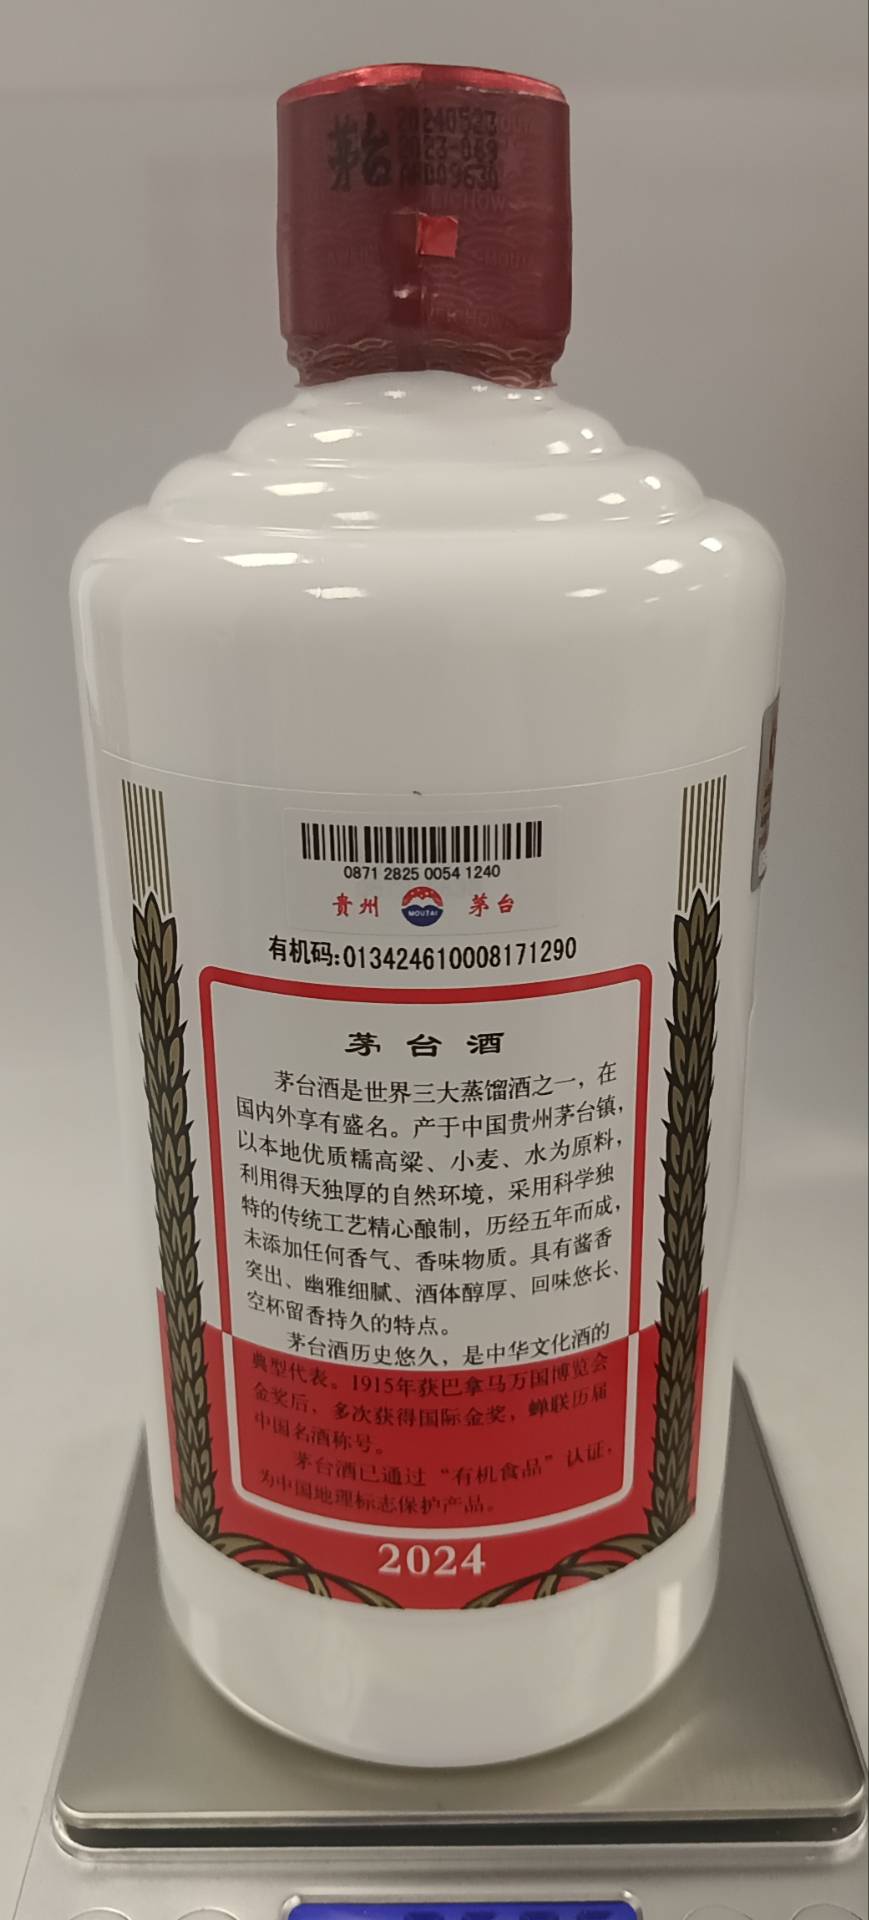 茅台
20240523
2023-069
茅台酒
0871 2825 0054 1240
贵州 MOUTAI 茅台
有机码:013424610008171290
茅台酒
茅台酒是世界三大蒸馏酒之一，在
国内外享有盛名。产于中国贵州茅台镇，
以本地优质糯高粱、小麦、水为原料，
利用得天独厚的自然环境，采用科学独
特的传统工艺精心酿制，历经五年而成，
未添加任何香气、香味物质。具有酱香
突出、幽雅细腻、酒体醇厚、回味悠长、
空杯留香持久的特点。
茅台酒历史悠久，是中华文化酒的
典型代表。1915年获巴拿马万国博览会
金奖后，多次获得国际金奖，蝉联历届
中国名酒称号。
茅台酒已通过“有机食品”认证，
为中国地理标志保护产品。
2024